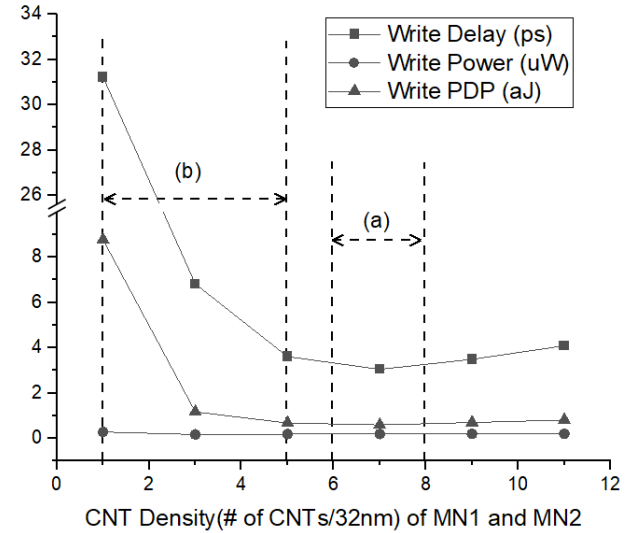 34
32
30
28
26
8
6
4
2
0
Write Delay (ps)
Write Power (uW)
Write PDP (aJ)
(b)
(a)
0 2 4 6 8 10 12
CNT Density(# of CNTs/32nm) of MN1 and MN2